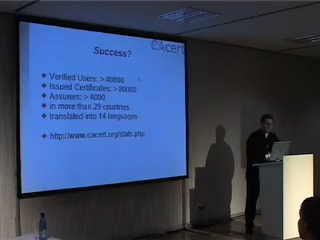 Success?
CAcert
Verified Users: > 40000
Issued Certificates: > 80000
Assurers: > 4000
in more than 29 countries
translated into 14 languages
http://www.cacert.org/stats.php